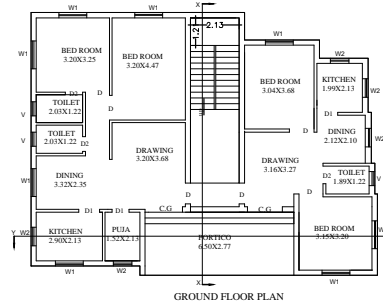 X
W1
W1
1.2
2.13
W1
BED ROOM
3.20X3.25
BED ROOM
3.20X4.47
W1
BED ROOM
3.04X3.68
W2
KITCHEN
1.99X2.13
W2
D2
D
TOILET
2.03X1.22
V
D1
TOILET
2.03X1.22
V
D
DINING
2.12X2.10
W2
DRAWING
3.20X3.68
DRAWING
3.16X3.27
D
DINING
3.32X2.35
W1
TOILET
1.89X1.22
V
D2
D
D
D
C.G
C.G
D1
D1
KITCHEN
2.90X2.13
W2
PUJA
1.52X2.13
PORTICO
6.50X2.77
BED ROOM
3.15X3.20
W1
Y
W1
W2
W1
X
GROUND FLOOR PLAN